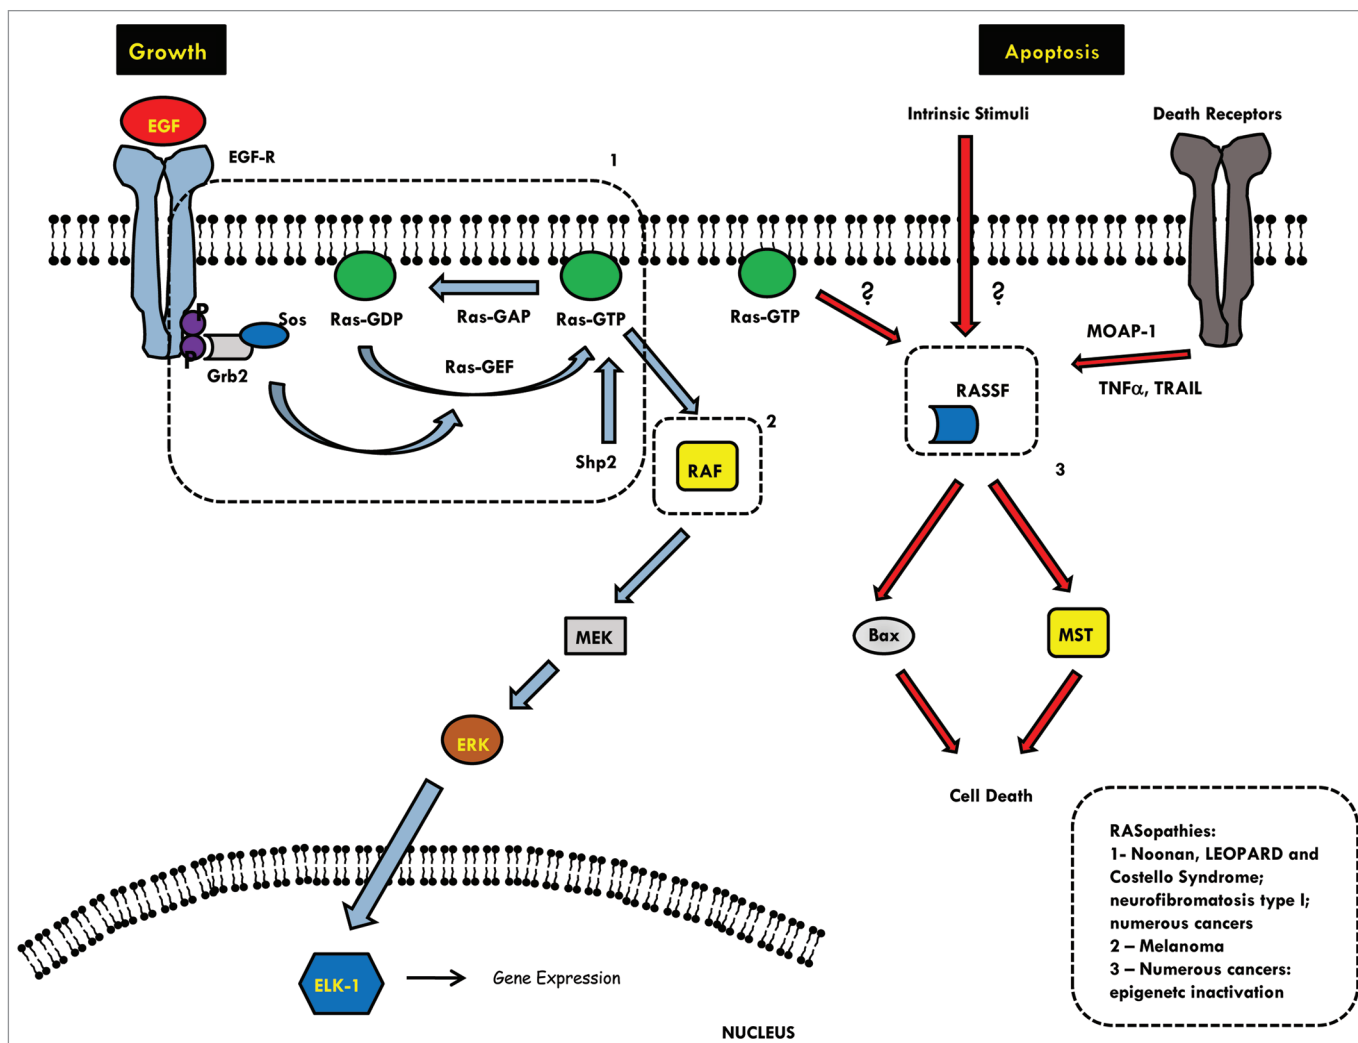 Growth
Apoptosis
EGF
EGF-R
1
Intrinsic Stimuli
Death Receptors
P
P
Sos
Grb2
Ras-GDP
Ras-GAP
Ras-GTP
Ras-GEF
Shp2
Ras-GTP
?
?
MOAP-1
TNFα, TRAIL
RASSF
2
RAF
3
MEK
Bax
MST
ERK
Cell Death
ELK-1
Gene Expression
NUCLEUS
RASopathies:
1- Noonan, LEOPARD and
Costello Syndrome;
neurofibromatosis type I;
numerous cancers
2 – Melanoma
3 – Numerous cancers:
epigenetc inactivation